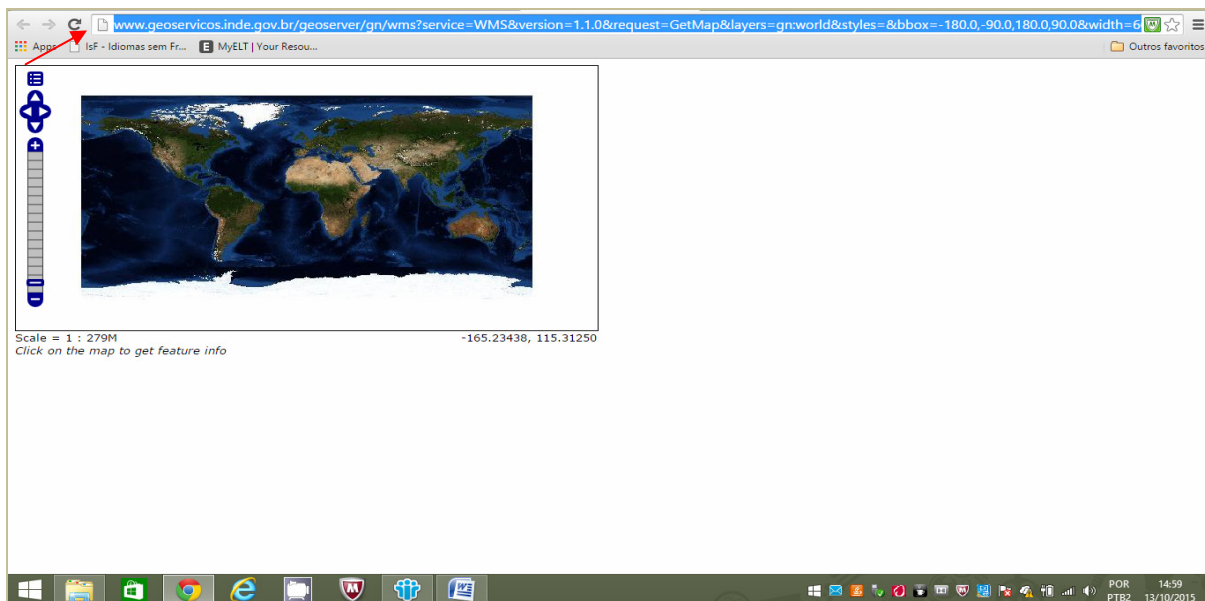 www.geoservicos.inde.gov.br/geoserver/gn/wms?service=WMS&version=1.1.0&request=GetMap&layers=gn:world&styles=&bbox=-180.0,-90.0,180.0,90.0&width=6
Apps IsF - Idiomas sem Fr... MyELT | Your Resou... Outros favoritos
Scale = 1 : 279M -165.23438, 115.31250
Click on the map to get feature info
POR 14:59
PTB2 13/10/2015